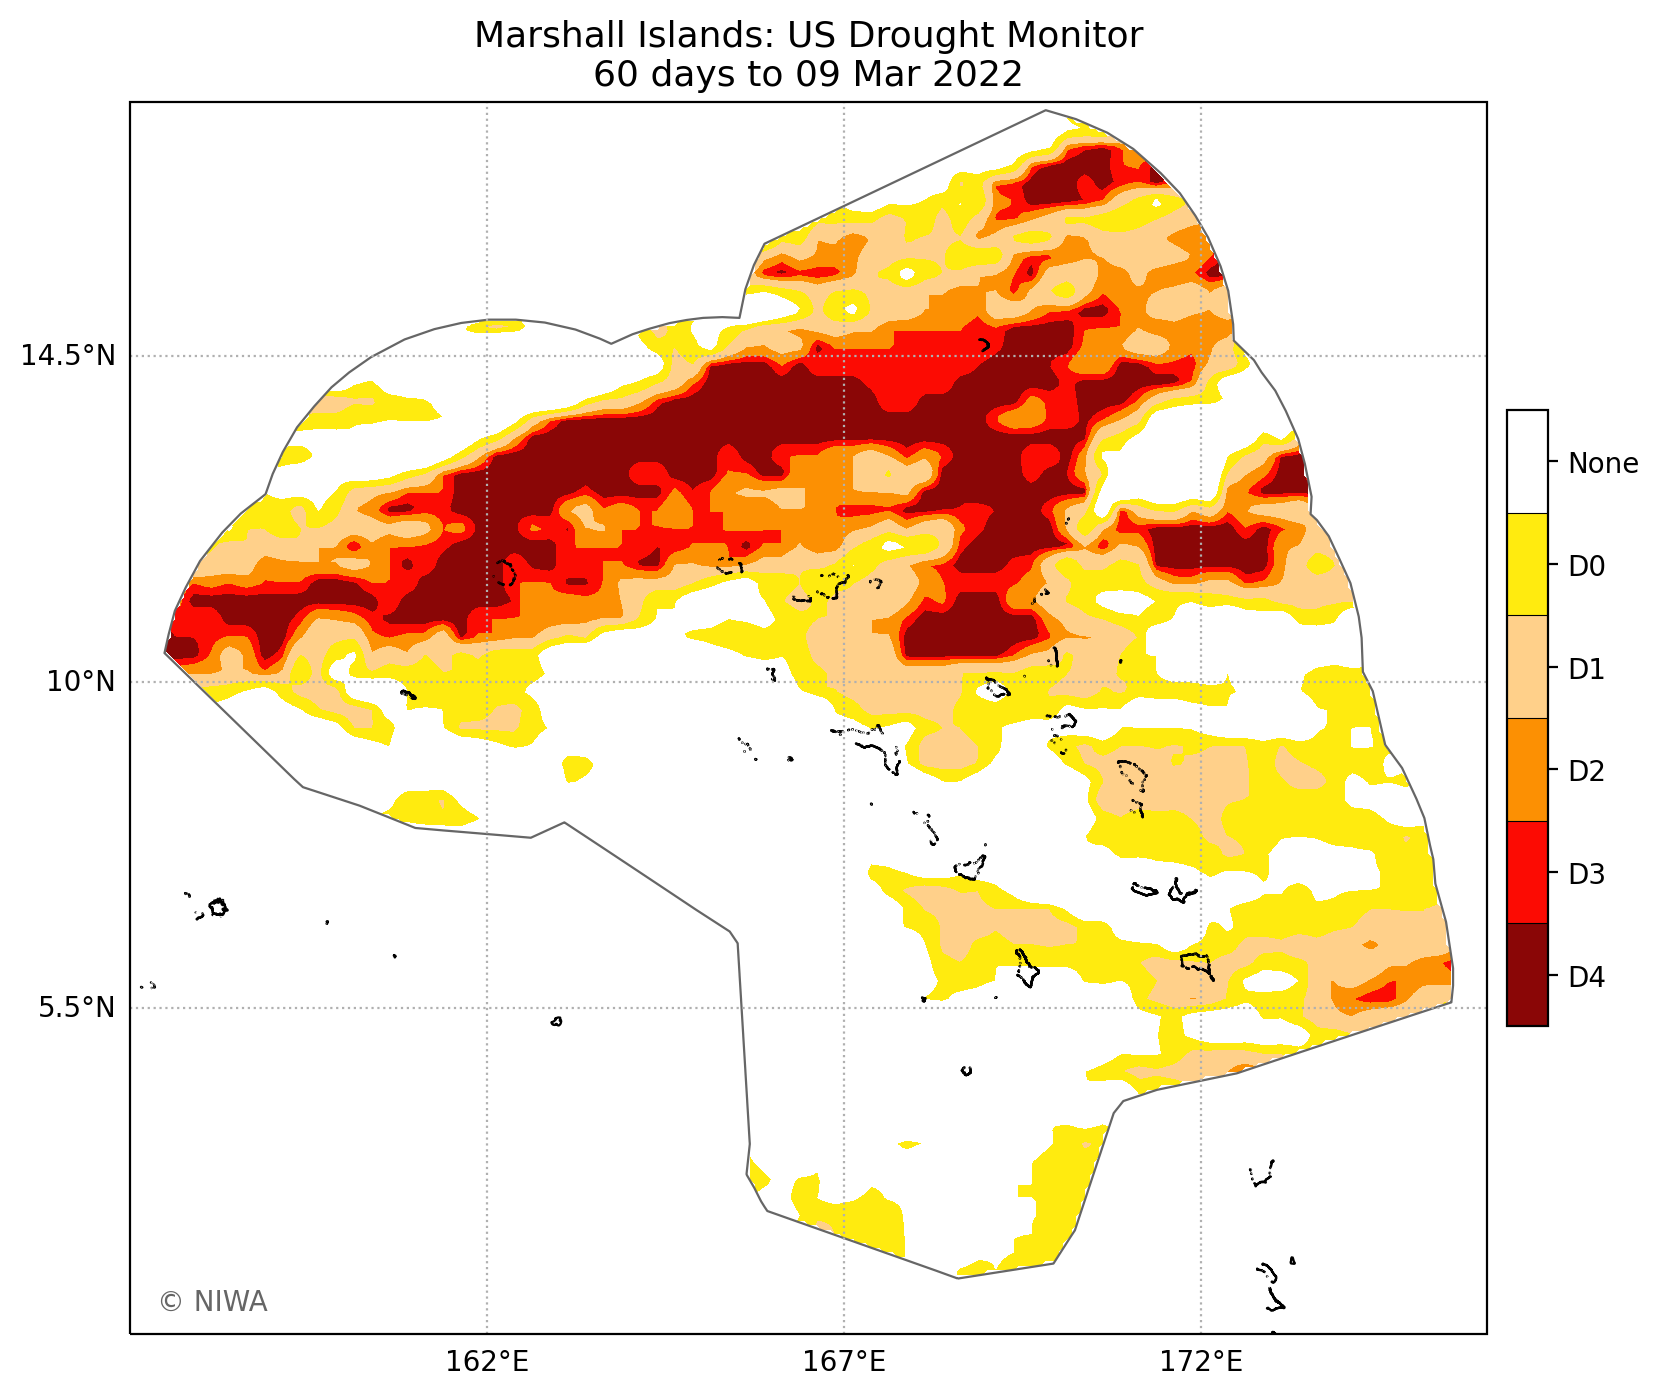 Marshall Islands: US Drought Monitor
60 days to 09 Mar 2022
14.5°N
10°N
5.5°N
162°E
167°E
172°E
None
D0
D1
D2
D3
D4
© NIWA